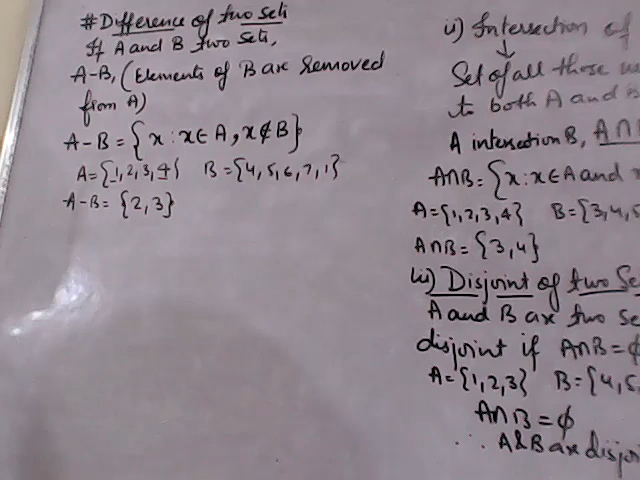 # Difference of two sets
If A and B two sets,
A-B, (Elements of B are removed
from A)
A-B = {x : x∈A, x∉B}
A={1,2,3,4} B={4,5,6,7,1}
A-B= {2,3}
ii) Intersection of
↓
Set of all those
to both A and B
A intersection B, A∩
A∩B={x:x∈A and x
A={1,2,3,4} B={3,4,5
A∩B= {3,4}
iii) Disjoint of two Se
A and B are two se
disjoint if A∩B=ϕ
A={1,2,3} B={4,5,
A∩B=ϕ
∴ A&B are disjoi